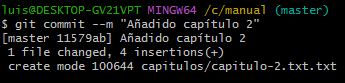 luis@DESKTOP-GV21VPT MINGW64 /c/manual (master)
$ git commit --m "Añadido capítulo 2"
[master 11579ab] Añadido capítulo 2
1 file changed, 4 insertions(+)
create mode 100644 capitulos/capitulo-2.txt.txt